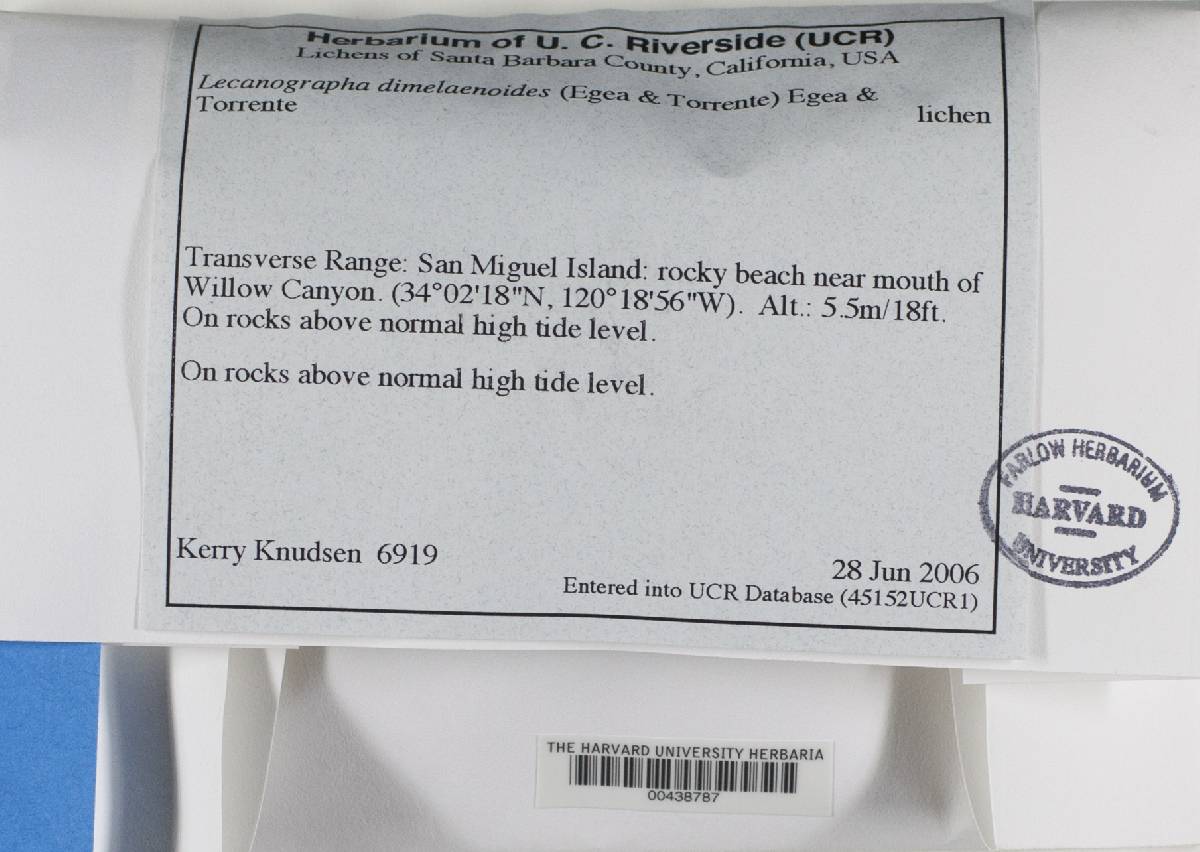 Herbarium of U. C. Riverside (UCR)
Lichens of Santa Barbara County, California, USA
Lecanographa dimelaenoides (Egea & Torrente) Egea &
Torrente
lichen
Transverse Range: San Miguel Island: rocky beach near mouth of
Willow Canyon. (34°02'18"N, 120°18'56"W). Alt.: 5.5m/18ft.
On rocks above normal high tide level.
On rocks above normal high tide level.
Kerry Knudsen 6919
28 Jun 2006
Entered into UCR Database (45152UCR1)
FARLOW HERBARIUM
HARVARD
UNIVERSITY
THE HARVARD UNIVERSITY HERBARIA
00438787